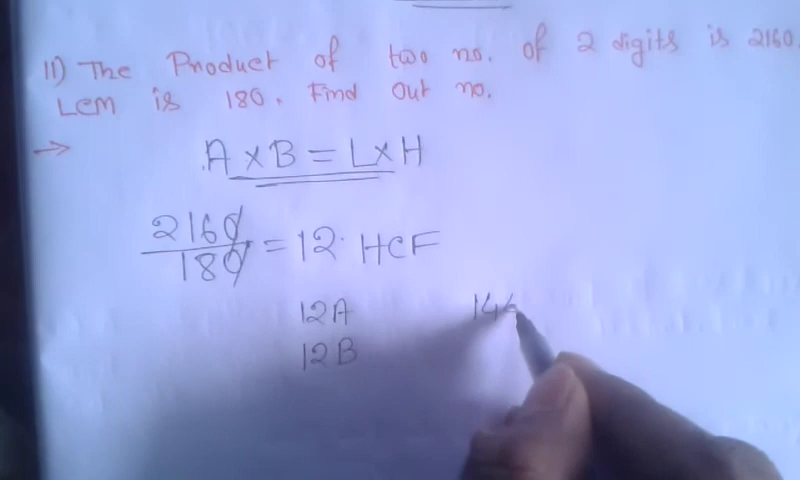 11) The Product of two no. of 2 digits is 2160.
LCM is 180. Find out no.
→ A × B = L × H
2160
180 = 12. HCF
12A 144
12B